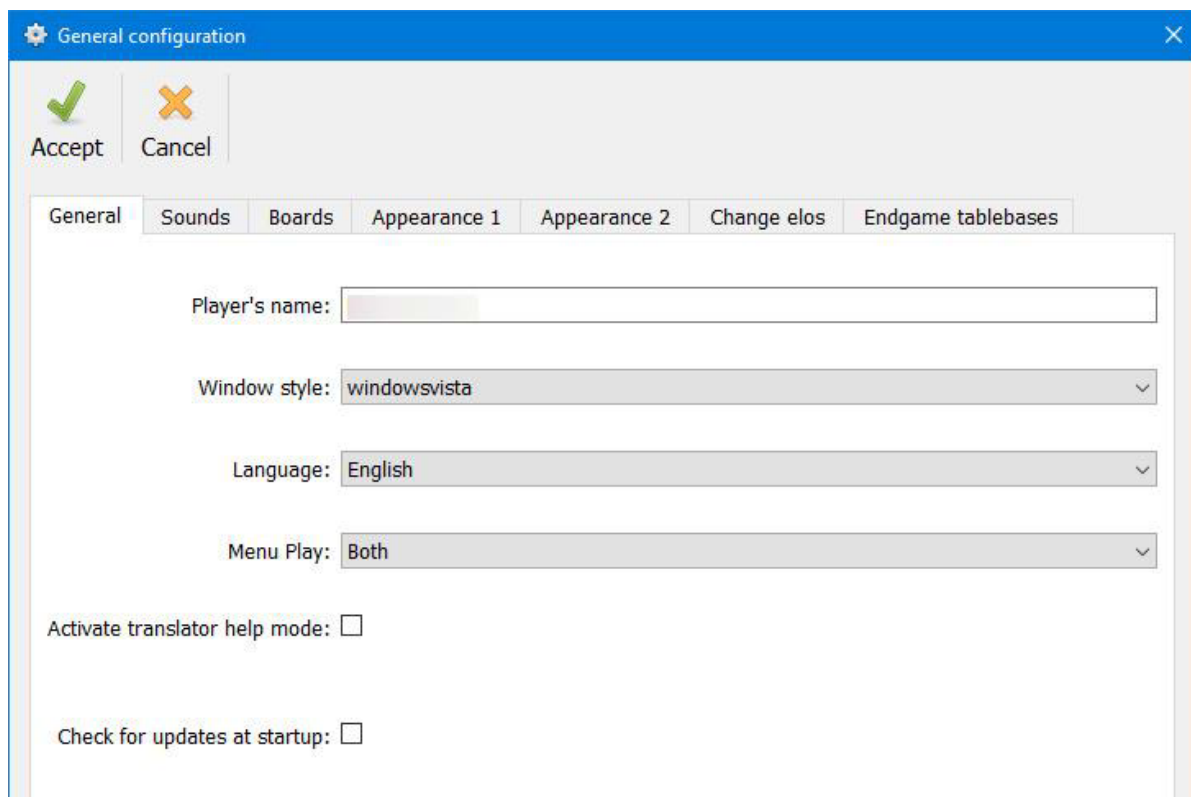 General configuration
Accept Cancel
General Sounds Boards Appearance 1 Appearance 2 Change elos Endgame tablebases
Player's name:
Window style: windowsvista
Language: English
Menu Play: Both
Activate translator help mode:
Check for updates at startup: